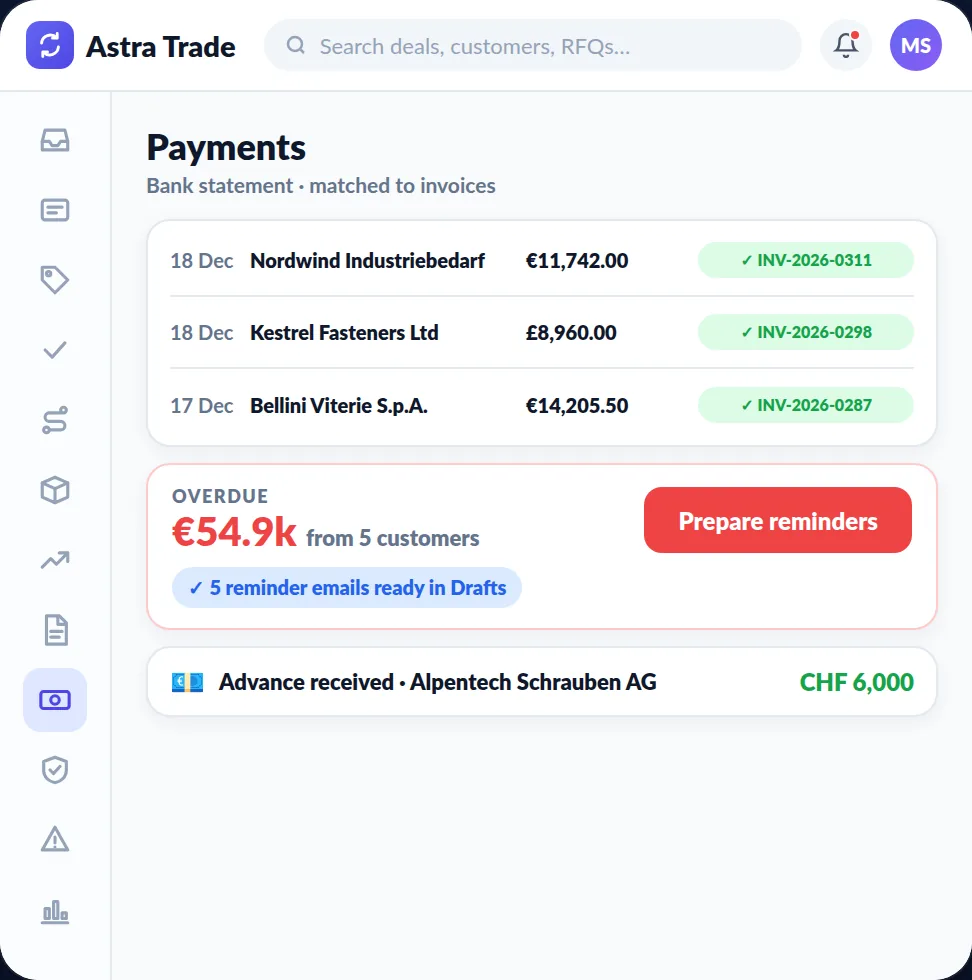 Astra Trade
Search deals, customers, RFQs...
MS
Payments
Bank statement · matched to invoices
18 Dec Nordwind Industriebedarf €11,742.00 ✓ INV-2026-0311
18 Dec Kestrel Fasteners Ltd £8,960.00 ✓ INV-2026-0298
17 Dec Bellini Viterie S.p.A. €14,205.50 ✓ INV-2026-0287
OVERDUE
€54.9k from 5 customers
Prepare reminders
✓ 5 reminder emails ready in Drafts
Advance received · Alpentech Schrauben AG CHF 6,000